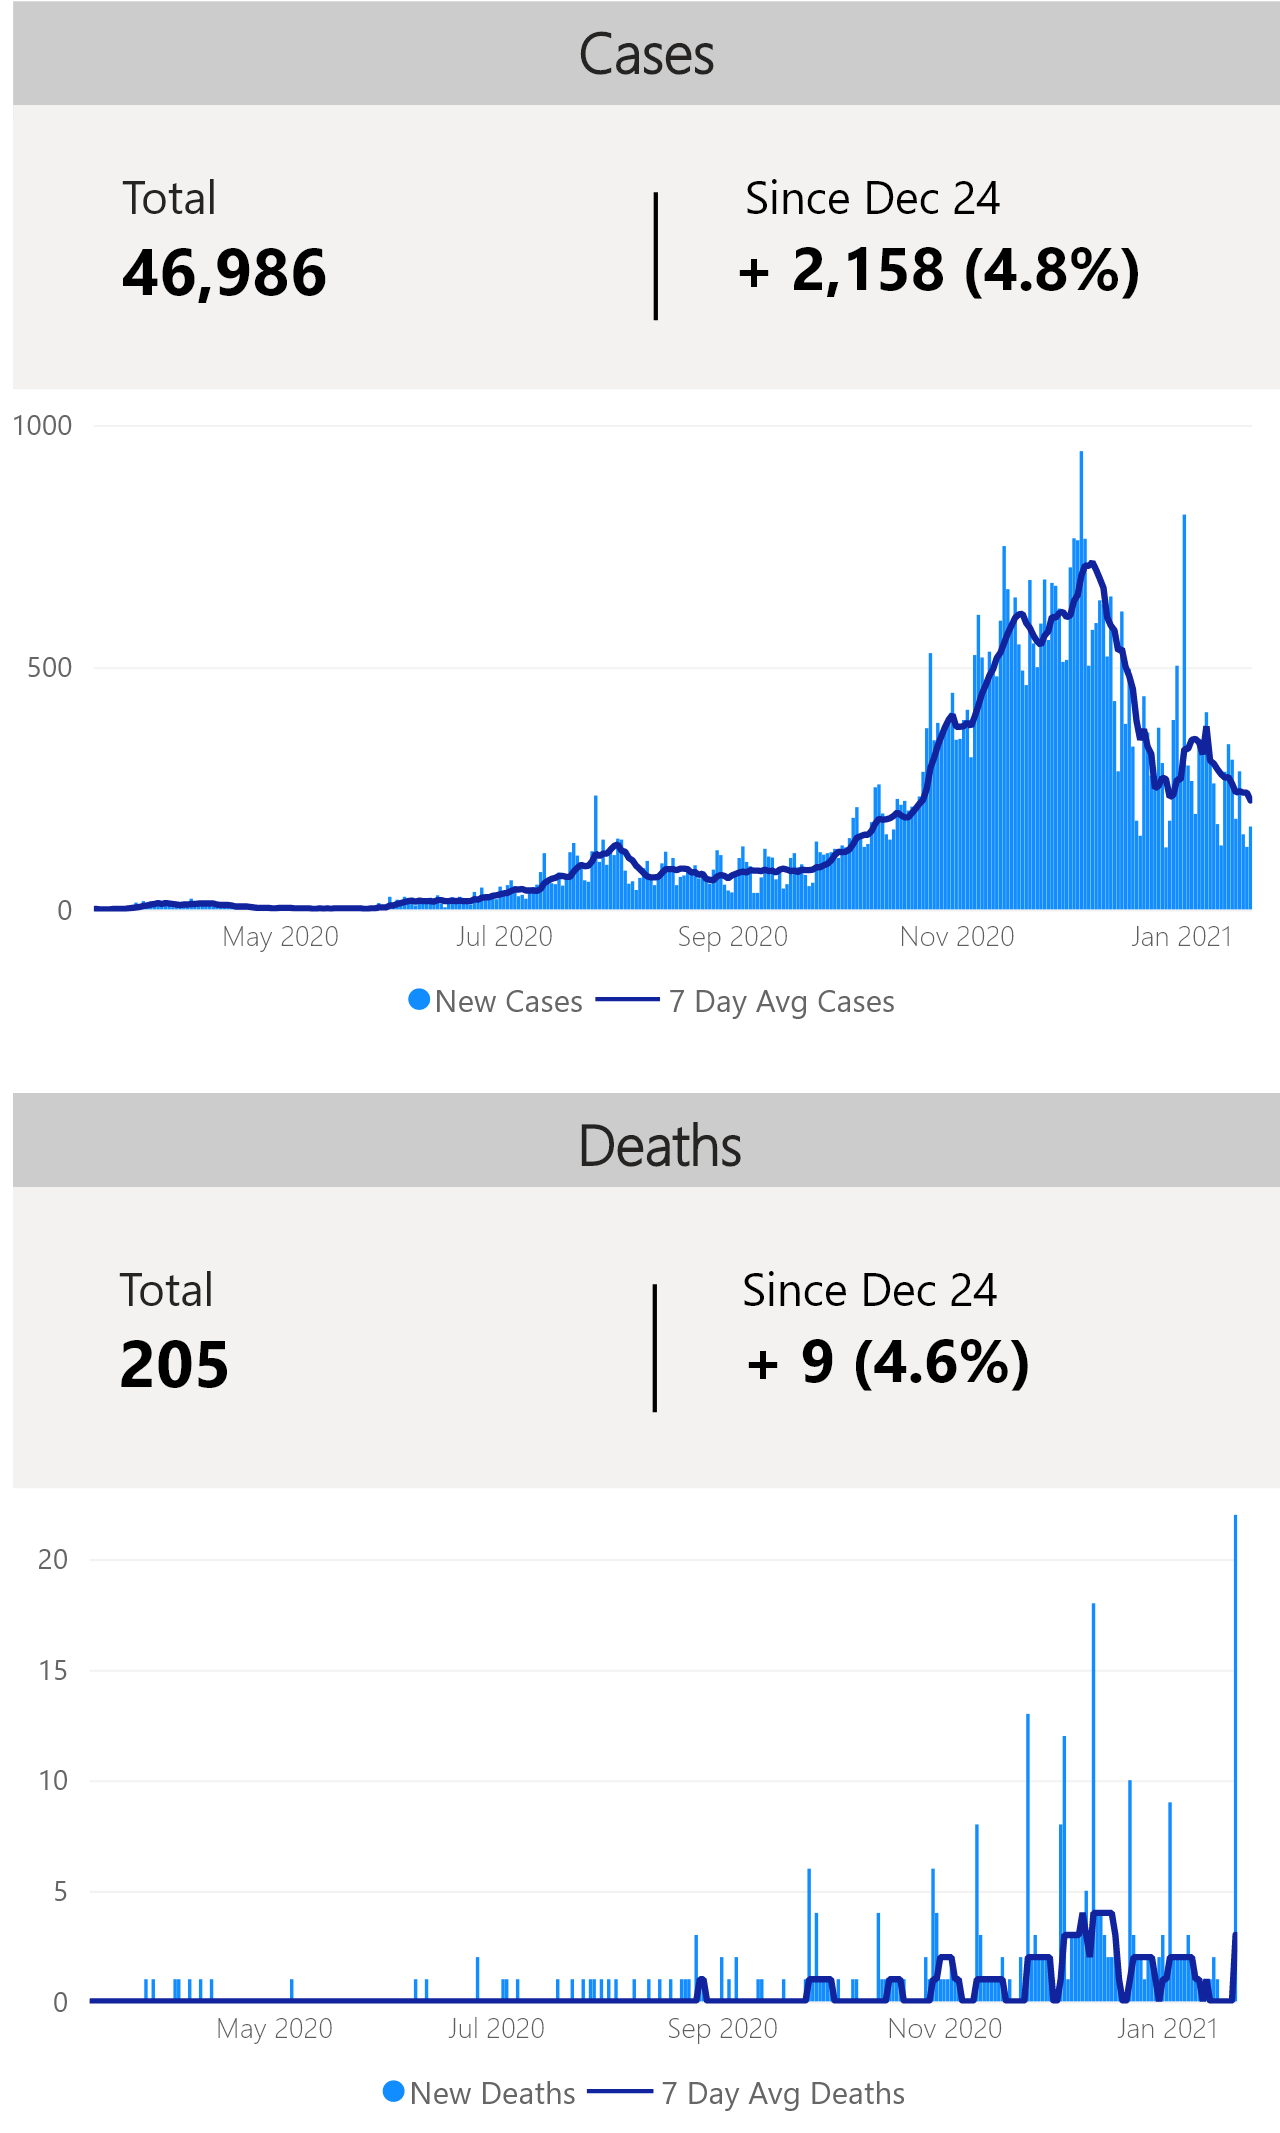 Cases
Total
Since Dec 24
46,986
+ 2,158 (4.8%)
1000
500
0
May 2020
Jul 2020
Sep 2020
Nov 2020
Jan 2021
New Cases
7 Day Avg Cases
Deaths
Total
Since Dec 24
205
+ 9 (4.6%)
20
15
10
5
0
May 2020
Jul 2020
Sep 2020
Nov 2020
Jan 2021
New Deaths
7 Day Avg Deaths